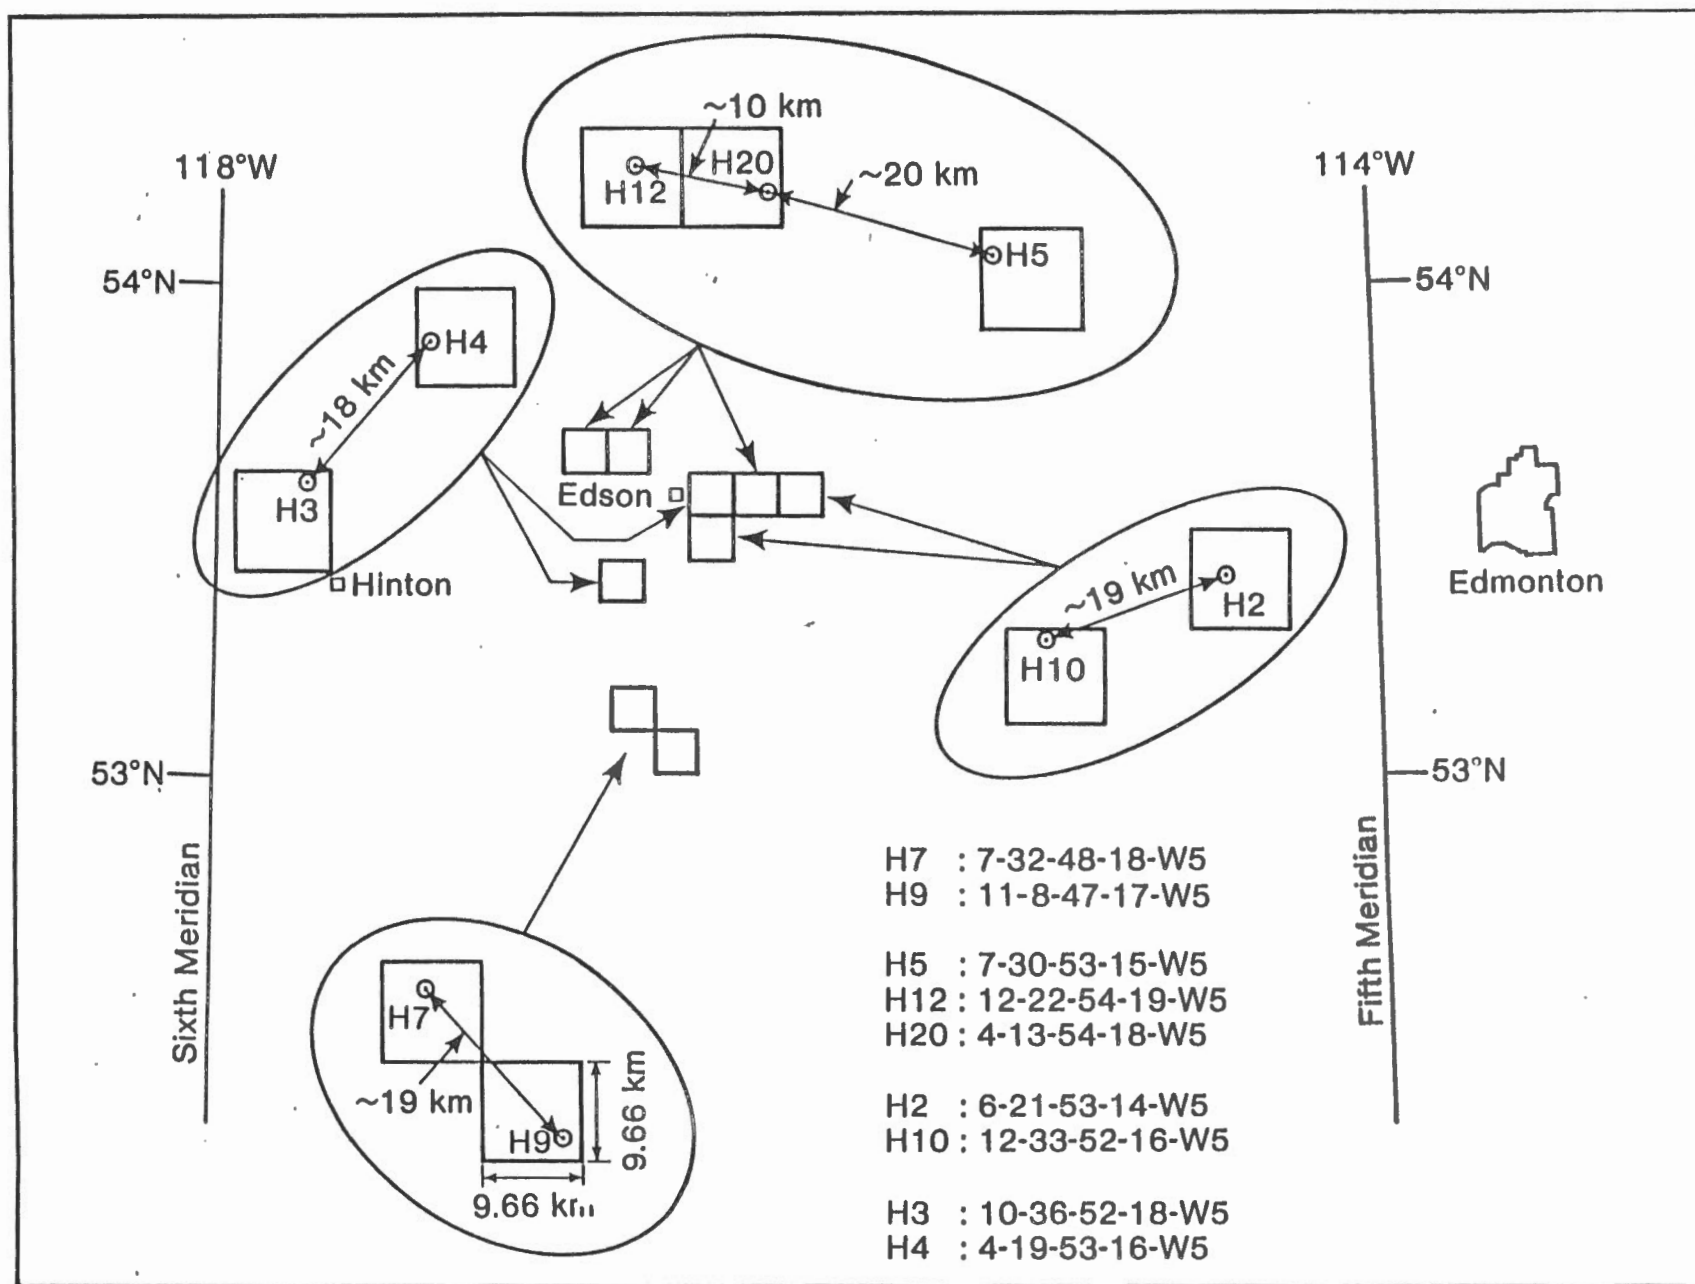 118°W
114°W
~10 km
H20
H12
~20 km
H5
54°N
54°N
H4
~18 km
H3
Hinton
Edson
Edmonton
~19 km
H2
H10
53°N
53°N
Sixth Meridian
Fifth Meridian
H7
~19 km
H9
9.66 km
9.66 km
H7 : 7-32-48-18-W5
H9 : 11-8-47-17-W5
H5 : 7-30-53-15-W5
H12 : 12-22-54-19-W5
H20 : 4-13-54-18-W5
H2 : 6-21-53-14-W5
H10 : 12-33-52-16-W5
H3 : 10-36-52-18-W5
H4 : 4-19-53-16-W5